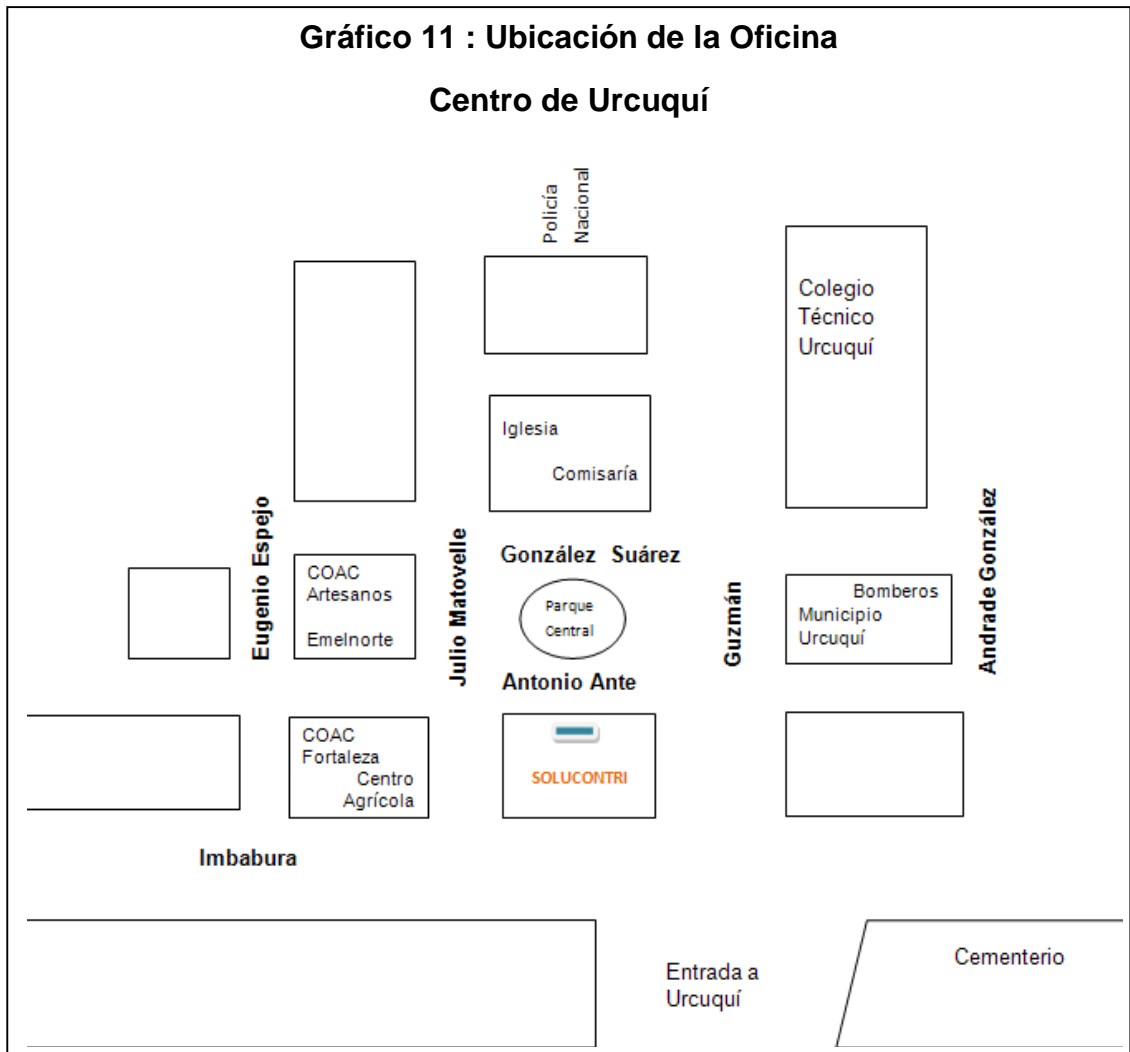 Gráfico 11 : Ubicación de la Oficina
Centro de Urcuquí
Policía
Nacional
Colegio
Técnico
Urcuquí
Iglesia
Comisaría
Eugenio Espejo
COAC
Artesanos
Emelnorte
Julio Matovelle
González Suárez
Parque
Central
Antonio Ante
Guzmán
Bomberos
Municipio
Urcuquí
Andrade González
COAC
Fortaleza
Centro
Agrícola
SOLUCONTRI
Imbabura
Entrada a
Urcuquí
Cementerio